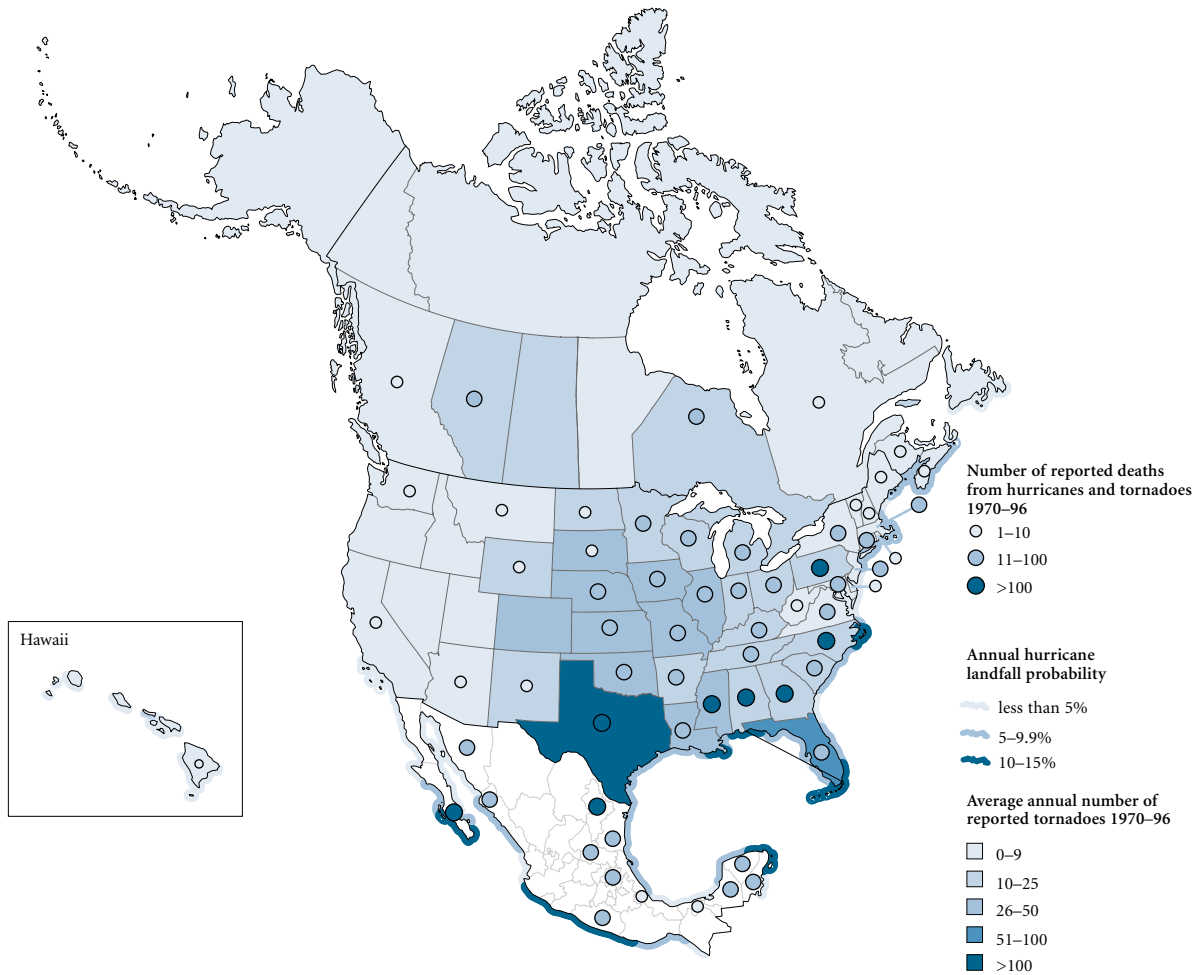 Hawaii
Number of reported deaths
from hurricanes and tornadoes
1970–96
1–10
11–100
>100
Annual hurricane
landfall probability
less than 5%
5–9.9%
10–15%
Average annual number of
reported tornadoes 1970–96
0–9
10–25
26–50
51–100
>100